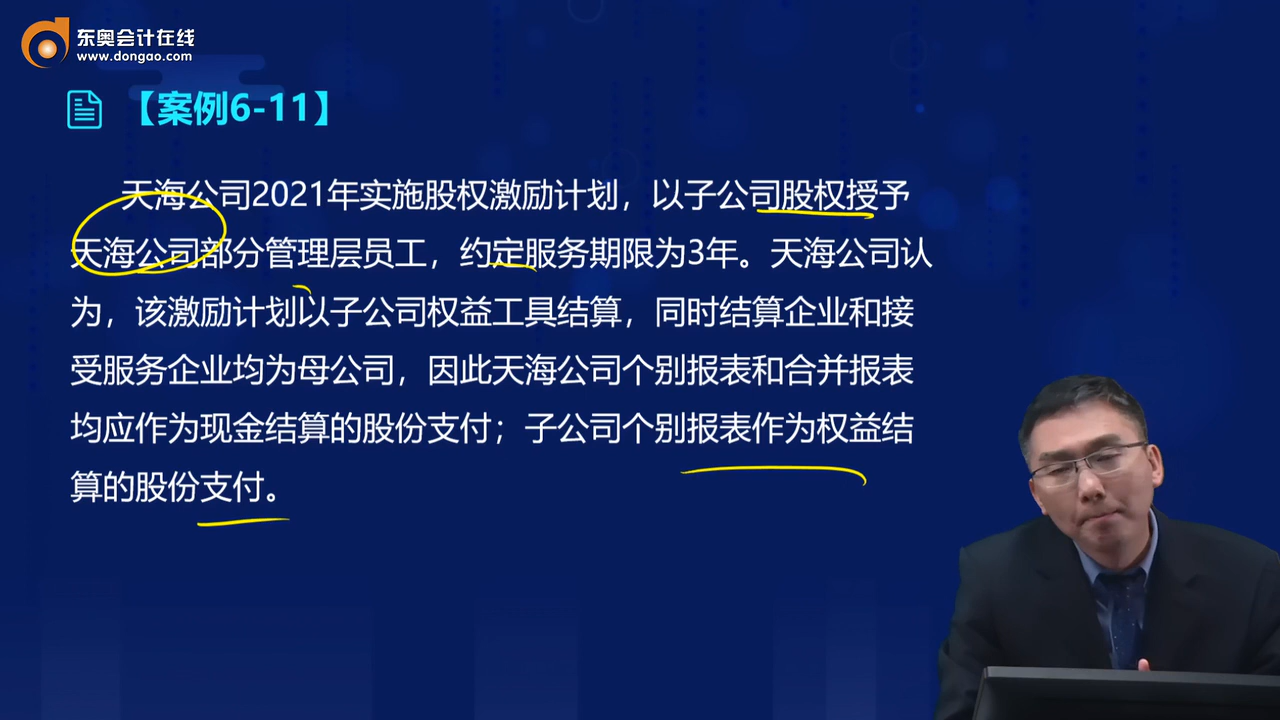 东奥会计在线
www.dongao.com
【案例6-11】
天海公司2021年实施股权激励计划，以子公司股权授予
天海公司部分管理层员工，约定服务期限为3年。天海公司认
为，该激励计划以子公司权益工具结算，同时结算企业和接
受服务企业均为母公司，因此天海公司个别报表和合并报表
均应作为现金结算的股份支付；子公司个别报表作为权益结
算的股份支付。